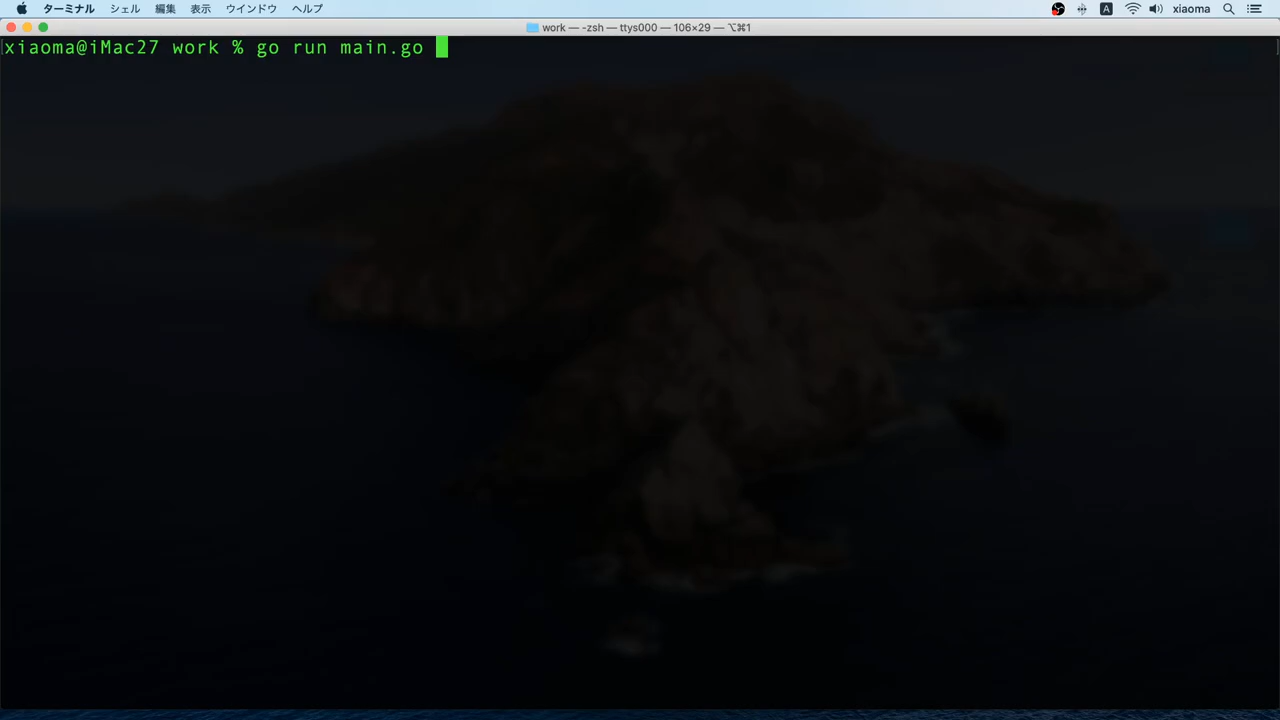 ターミナル シェル 編集 表示 ウインドウ ヘルプ A xiaoma
work — -zsh — ttys000 — 106×29 — ⌥⌘1
xiaoma@iMac27 work % go run main.go